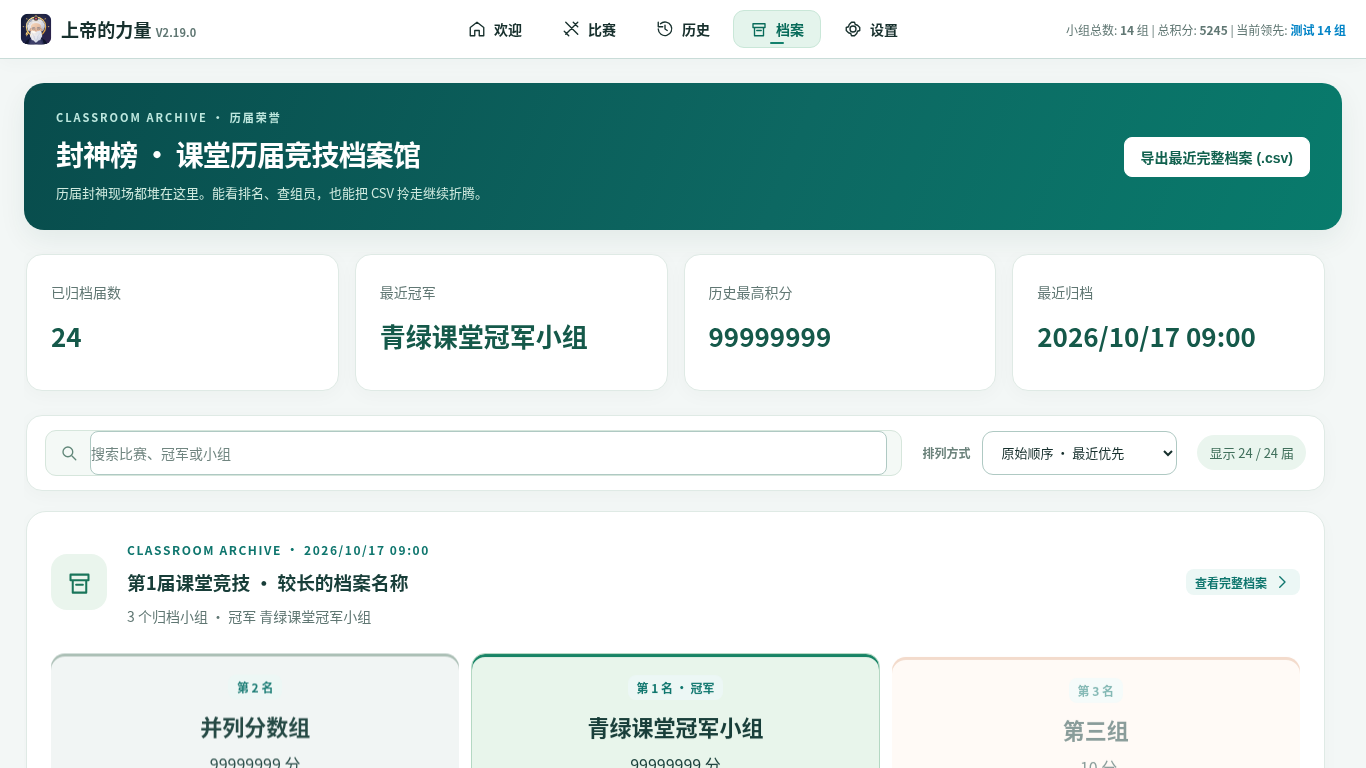 上帝的力量 V2.19.0
欢迎
比赛
历史
档案
设置
小组总数: 14 组 | 总积分: 5245 | 当前领先: 测试 14 组
CLASSROOM ARCHIVE · 历届荣誉
封神榜 · 课堂历届竞技档案馆
历届封神现场都堆在这里。能看排名、查组员，也能把 CSV 拎走继续折腾。
导出最近完整档案 (.csv)
已归档届数
24
最近冠军
青绿课堂冠军小组
历史最高积分
99999999
最近归档
2026/10/17 09:00
搜索比赛、冠军或小组
排列方式
原始顺序 · 最近优先
显示 24 / 24 届
CLASSROOM ARCHIVE · 2026/10/17 09:00
第1届课堂竞技 · 较长的档案名称
3 个归档小组 · 冠军 青绿课堂冠军小组
查看完整档案
第 2 名
并列分数组
99999999 分
第 1 名 · 冠军
青绿课堂冠军小组
99999999 分
第 3 名
第三组
10 分